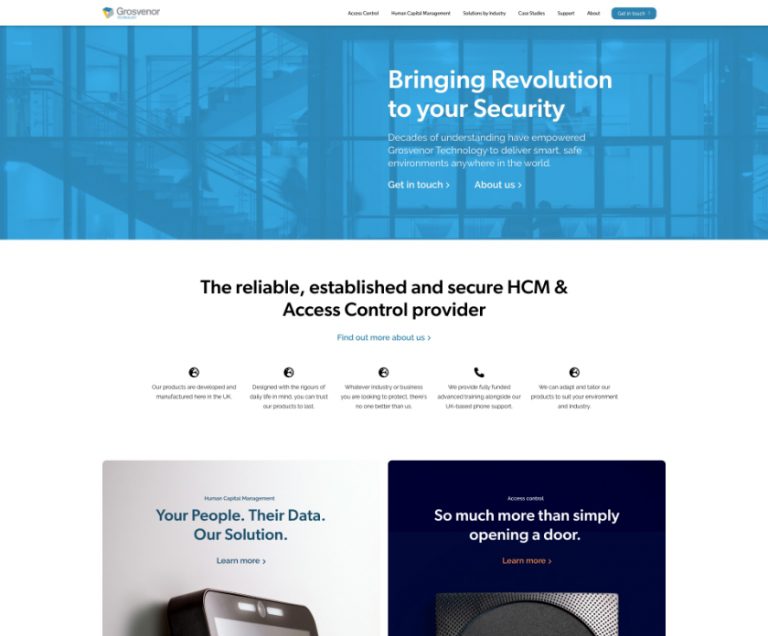 Grosvenor
TECHNOLOGY
Access Control Human Capital Management Solutions by Industry Case Studies Support About Get in touch >
Bringing Revolution
to your Security
Decades of understanding have empowered
Grosvenor Technology to deliver smart, safe
environments anywhere in the world.
Get in touch > About us >
The reliable, established and secure HCM &
Access Control provider
Find out more about us >
Our products are developed and
manufactured here in the UK.
Designed with the rigours of
daily life in mind, you can trust
our products to last.
Whatever industry or business
you are looking to protect, there's
no one better than us.
We provide fully funded
advanced training alongside our
UK-based phone support.
We can adapt and tailor our
products to suit your environment
and industry.
Human Capital Management
Your People. Their Data.
Our Solution.
Learn more >
Access control
So much more than simply
opening a door.
Learn more >